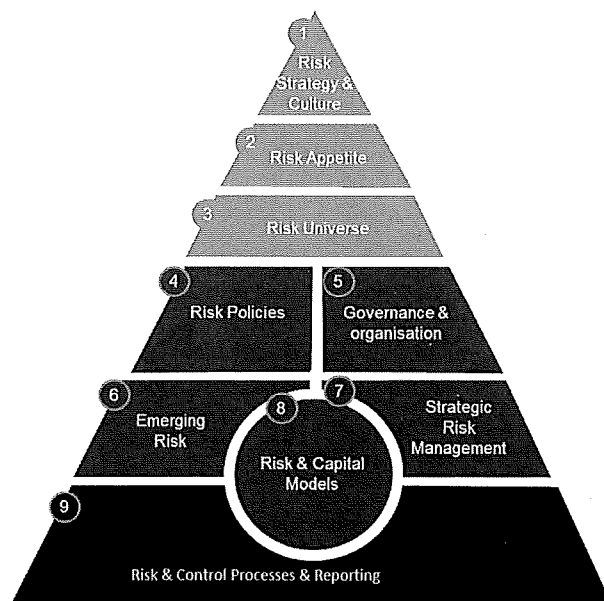 1
Risk
Strategy &
Culture
2
Risk Appetite
3
Risk Universe
4
Risk Policies
5
Governance &
organisation
6
Emerging
Risk
7
Strategic
Risk
Management
8
Risk & Capital
Models
9
Risk & Control Processes & Reporting